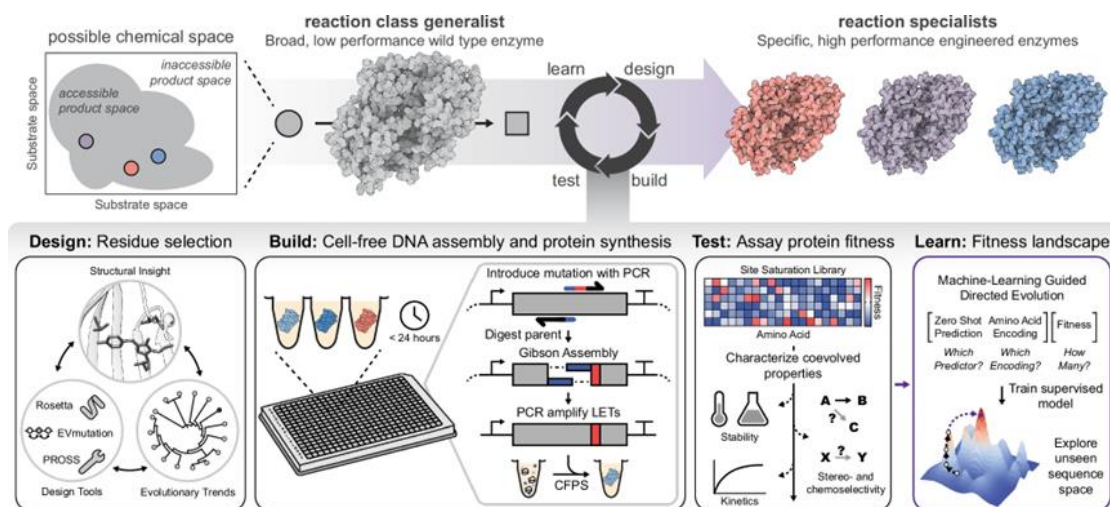 possible chemical space
inaccessible
product space
accessible
product space
Substrate space
Substrate space
reaction class generalist
Broad, low performance wild type enzyme
learn
design
test
build
reaction specialists
Specific, high performance engineered enzymes
Design: Residue selection
Structural Insight
Rosetta
EVmutation
PROSS
Design Tools
Evolutionary Trends
Build: Cell-free DNA assembly and protein synthesis
< 24 hours
Introduce mutation with PCR
Digest parent
Gibson Assembly
PCR amplify LETs
CFPS
Test: Assay protein fitness
Site Saturation Library
Fitness
Amino Acid
Characterize coevolved
properties
Stability
Kinetics
A B
?
C
?
X Y
Stereo- and
chemoselectivity
Learn: Fitness landscape
Machine-Learning Guided
Directed Evolution
Zero Shot
Prediction
Amino Acid
Encoding
Fitness
Which
Predictor?
Which
Encoding?
How
Many?
Train supervised
model
Explore
unseen
sequence
space